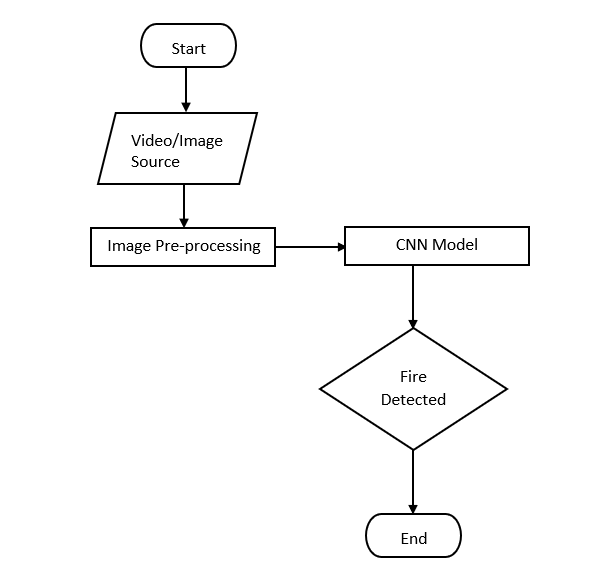 Start
Video/Image
Source
Image Pre-processing
CNN Model
Fire
Detected
End